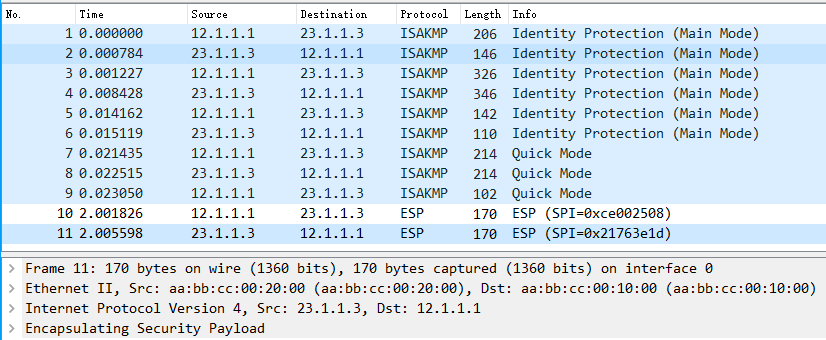 No. Time Source Destination Protocol Length Info
1 0.000000 12.1.1.1 23.1.1.3 ISAKMP 206 Identity Protection (Main Mode)
2 0.000784 23.1.1.3 12.1.1.1 ISAKMP 146 Identity Protection (Main Mode)
3 0.001227 12.1.1.1 23.1.1.3 ISAKMP 326 Identity Protection (Main Mode)
4 0.008428 23.1.1.3 12.1.1.1 ISAKMP 346 Identity Protection (Main Mode)
5 0.014162 12.1.1.1 23.1.1.3 ISAKMP 142 Identity Protection (Main Mode)
6 0.015119 23.1.1.3 12.1.1.1 ISAKMP 110 Identity Protection (Main Mode)
7 0.021435 12.1.1.1 23.1.1.3 ISAKMP 214 Quick Mode
8 0.022515 23.1.1.3 12.1.1.1 ISAKMP 214 Quick Mode
9 0.023050 12.1.1.1 23.1.1.3 ISAKMP 102 Quick Mode
10 2.001826 12.1.1.1 23.1.1.3 ESP 170 ESP (SPI=0xce002508)
11 2.005598 23.1.1.3 12.1.1.1 ESP 170 ESP (SPI=0x21763e1d)
Frame 11: 170 bytes on wire (1360 bits), 170 bytes captured (1360 bits) on interface 0
Ethernet II, Src: aa:bb:cc:00:20:00 (aa:bb:cc:00:20:00), Dst: aa:bb:cc:00:10:00 (aa:bb:cc:00:10:00)
Internet Protocol Version 4, Src: 23.1.1.3, Dst: 12.1.1.1
Encapsulating Security Payload